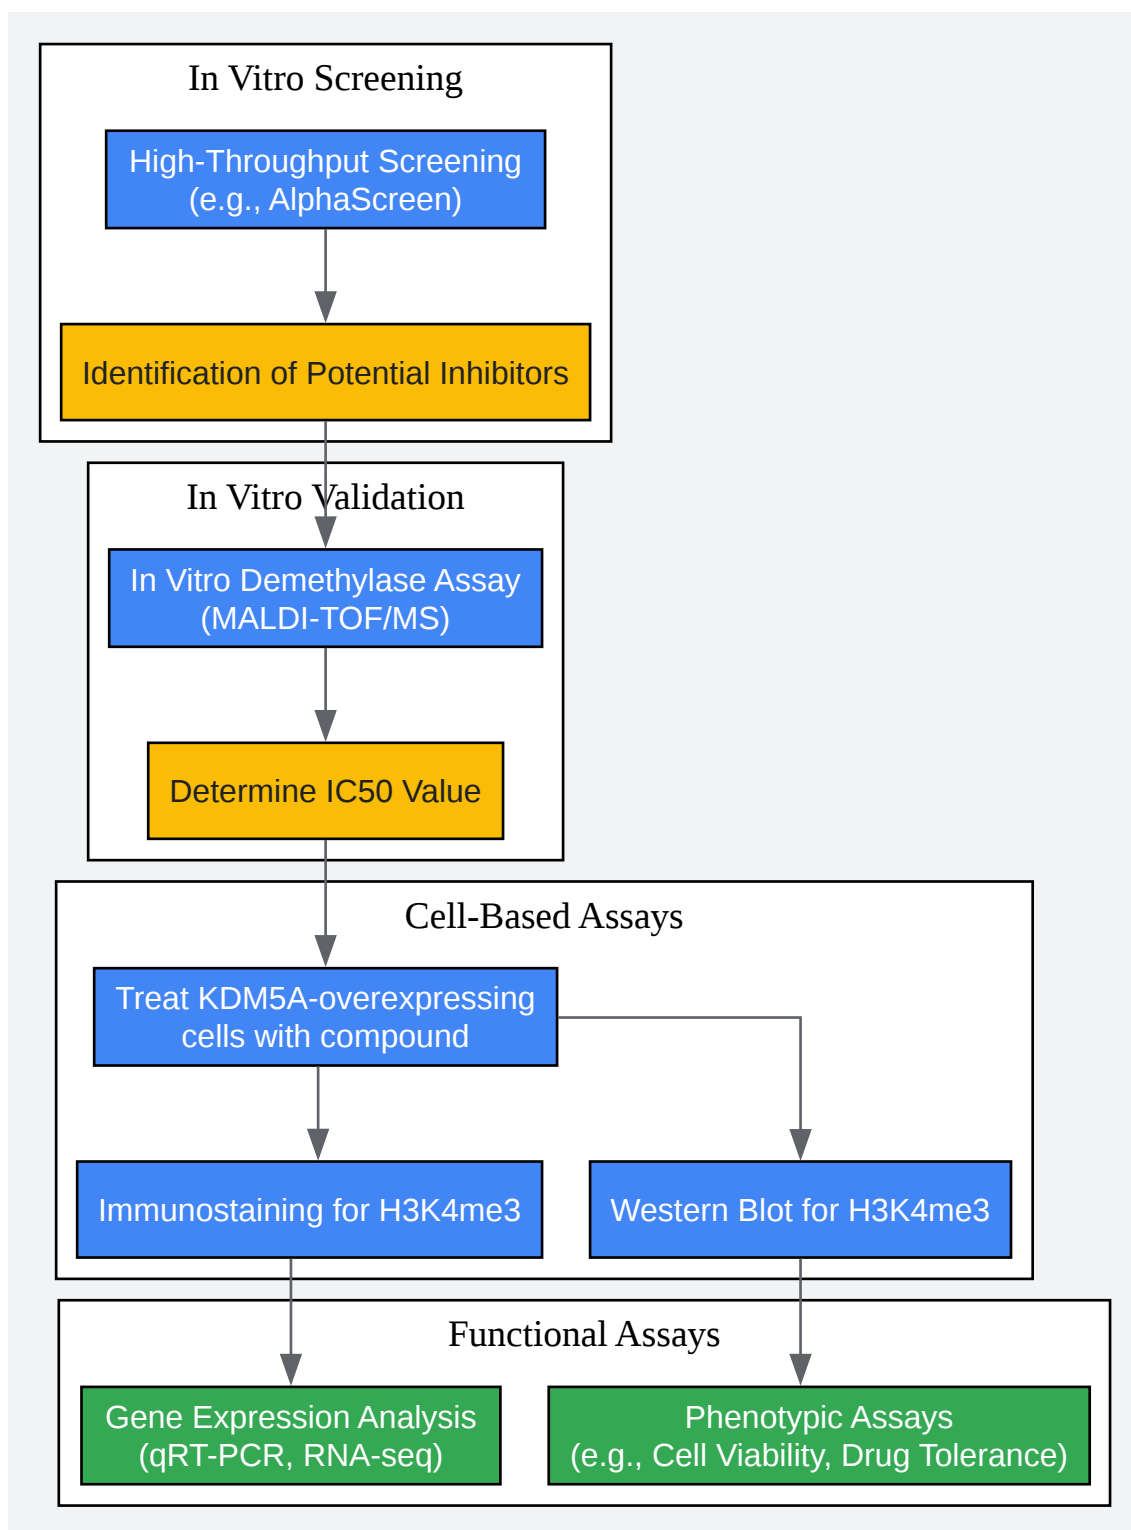 In Vitro Screening
High-Throughput Screening
(e.g., AlphaScreen)
Identification of Potential Inhibitors
In Vitro Validation
In Vitro Demethylase Assay
(MALDI-TOF/MS)
Determine IC50 Value
Cell-Based Assays
Treat KDM5A-overexpressing
cells with compound
Immunostaining for H3K4me3
Western Blot for H3K4me3
Functional Assays
Gene Expression Analysis
(qRT-PCR, RNA-seq)
Phenotypic Assays
(e.g., Cell Viability, Drug Tolerance)